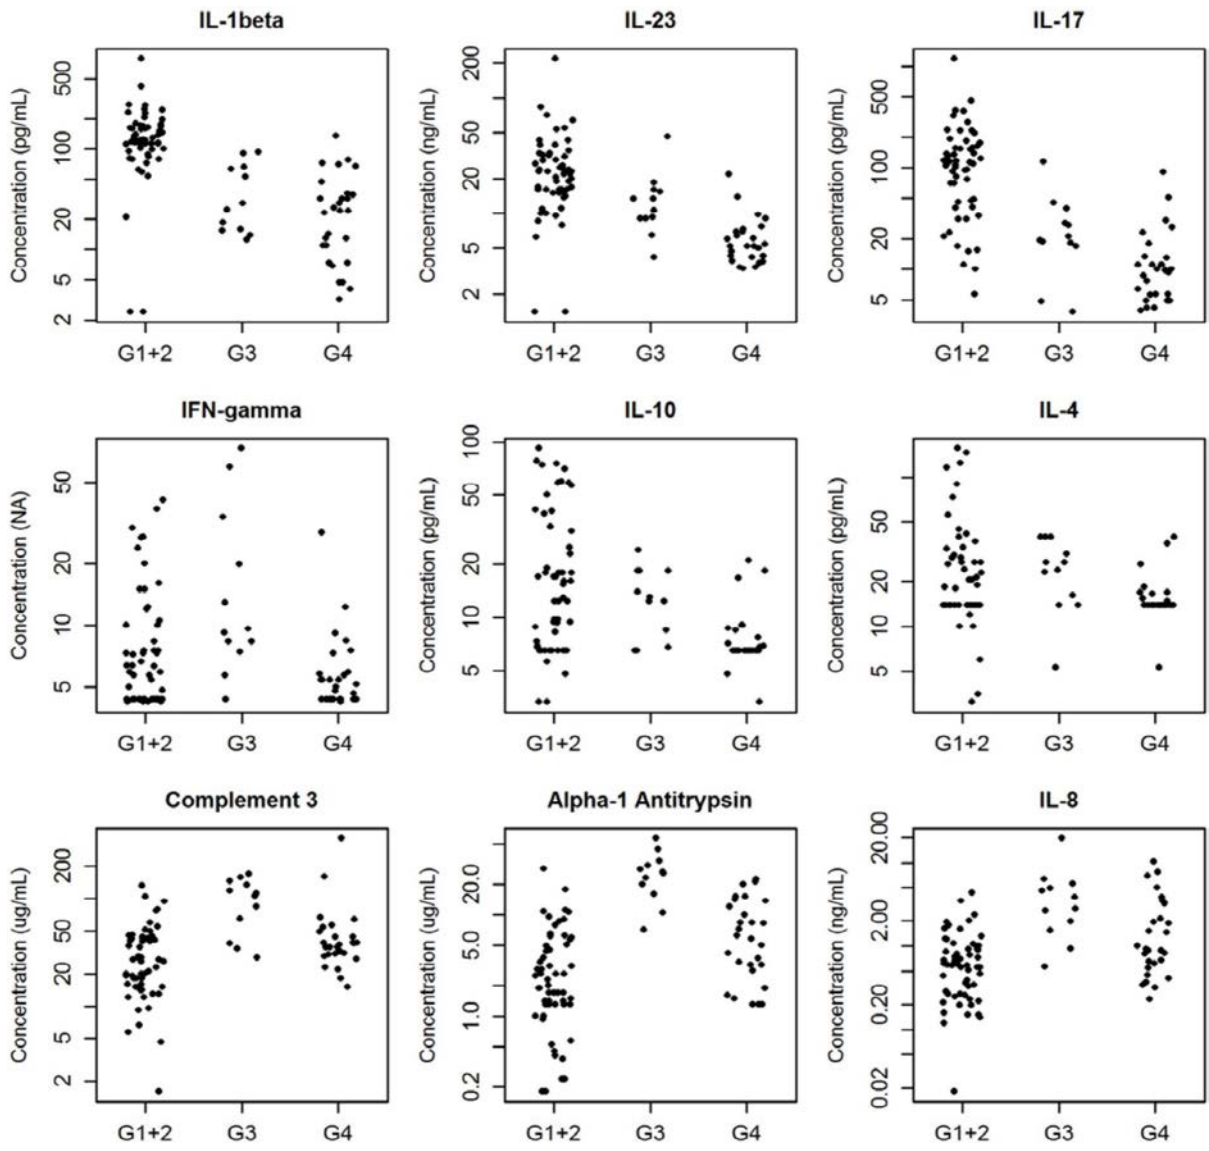 IL-1beta
Concentration (pg/mL)
500
100
20
5
2
G1+2 G3 G4
IL-23
Concentration (ng/mL)
200
50
20
5
2
G1+2 G3 G4
IL-17
Concentration (pg/mL)
500
100
20
5
G1+2 G3 G4
IFN-gamma
Concentration (NA)
50
20
10
5
G1+2 G3 G4
IL-10
Concentration (pg/mL)
100
50
20
10
5
G1+2 G3 G4
IL-4
Concentration (pg/mL)
50
20
10
5
G1+2 G3 G4
Complement 3
Concentration (ug/mL)
200
50
20
5
2
G1+2 G3 G4
Alpha-1 Antitrypsin
Concentration (ug/mL)
20.0
5.0
1.0
0.2
G1+2 G3 G4
IL-8
Concentration (ng/mL)
20.00
2.00
0.20
0.02
G1+2 G3 G4